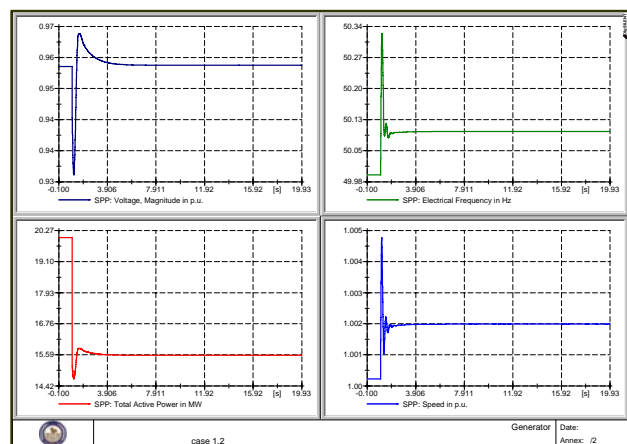 0.97
0.96
0.95
0.94
0.94
0.93
-0.100 3.906 7.911 11.92 15.92 [s] 19.93
SPP: Voltage, Magnitude in p.u.
50.34
50.27
50.20
50.13
50.05
49.98
-0.100 3.906 7.911 11.92 15.92 [s] 19.93
SPP: Electrical Frequency in Hz
20.27
19.10
17.93
16.76
15.59
14.42
-0.100 3.906 7.911 11.92 15.92 [s] 19.93
SPP: Total Active Power in MW
1.005
1.004
1.003
1.002
1.001
1.00
-0.100 3.906 7.911 11.92 15.92 [s] 19.93
SPP: Speed in p.u.
case 1.2
Generator
Date:
Annex: /2